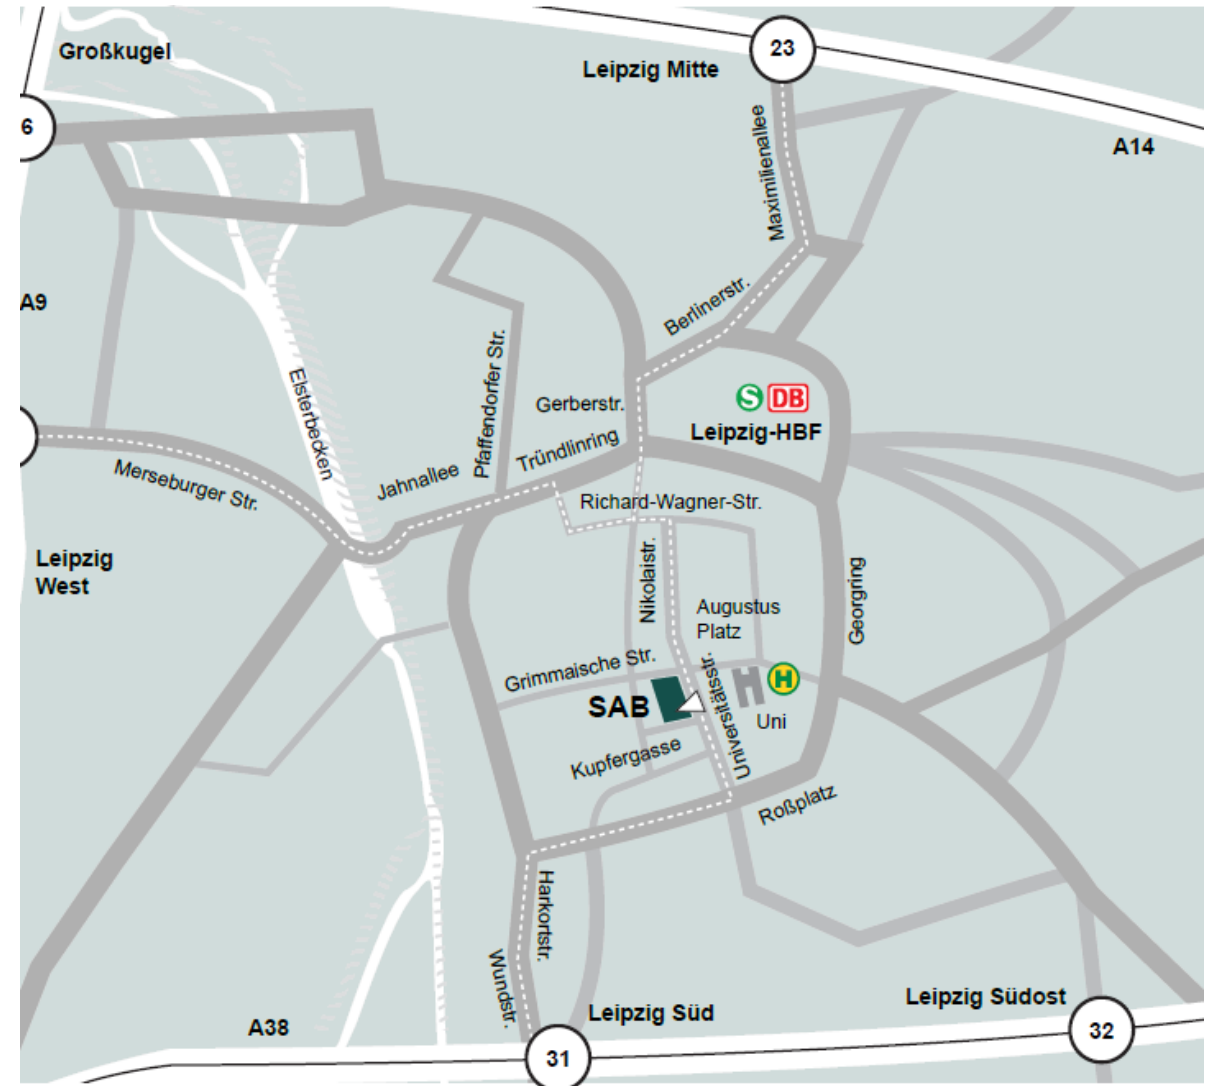 Großkugel
23
Leipzig Mitte
6
A14
Maximilienallee
A9
Berlinerstr.
Pfaffendorfer Str.
Elsterbecken
Gerberstr.
S
DB
Leipzig-HBF
Tründlinring
Merseburger Str.
Jahnallee
Richard-Wagner-Str.
Leipzig
West
Nikolaistr.
Georgring
Augustus
Platz
Grimmaische Str.
H
SAB
Universitätsstr.
Uni
Kupfergasse
Roßplatz
Harkortstr.
Wundstr.
Leipzig Südost
Leipzig Süd
A38
32
31